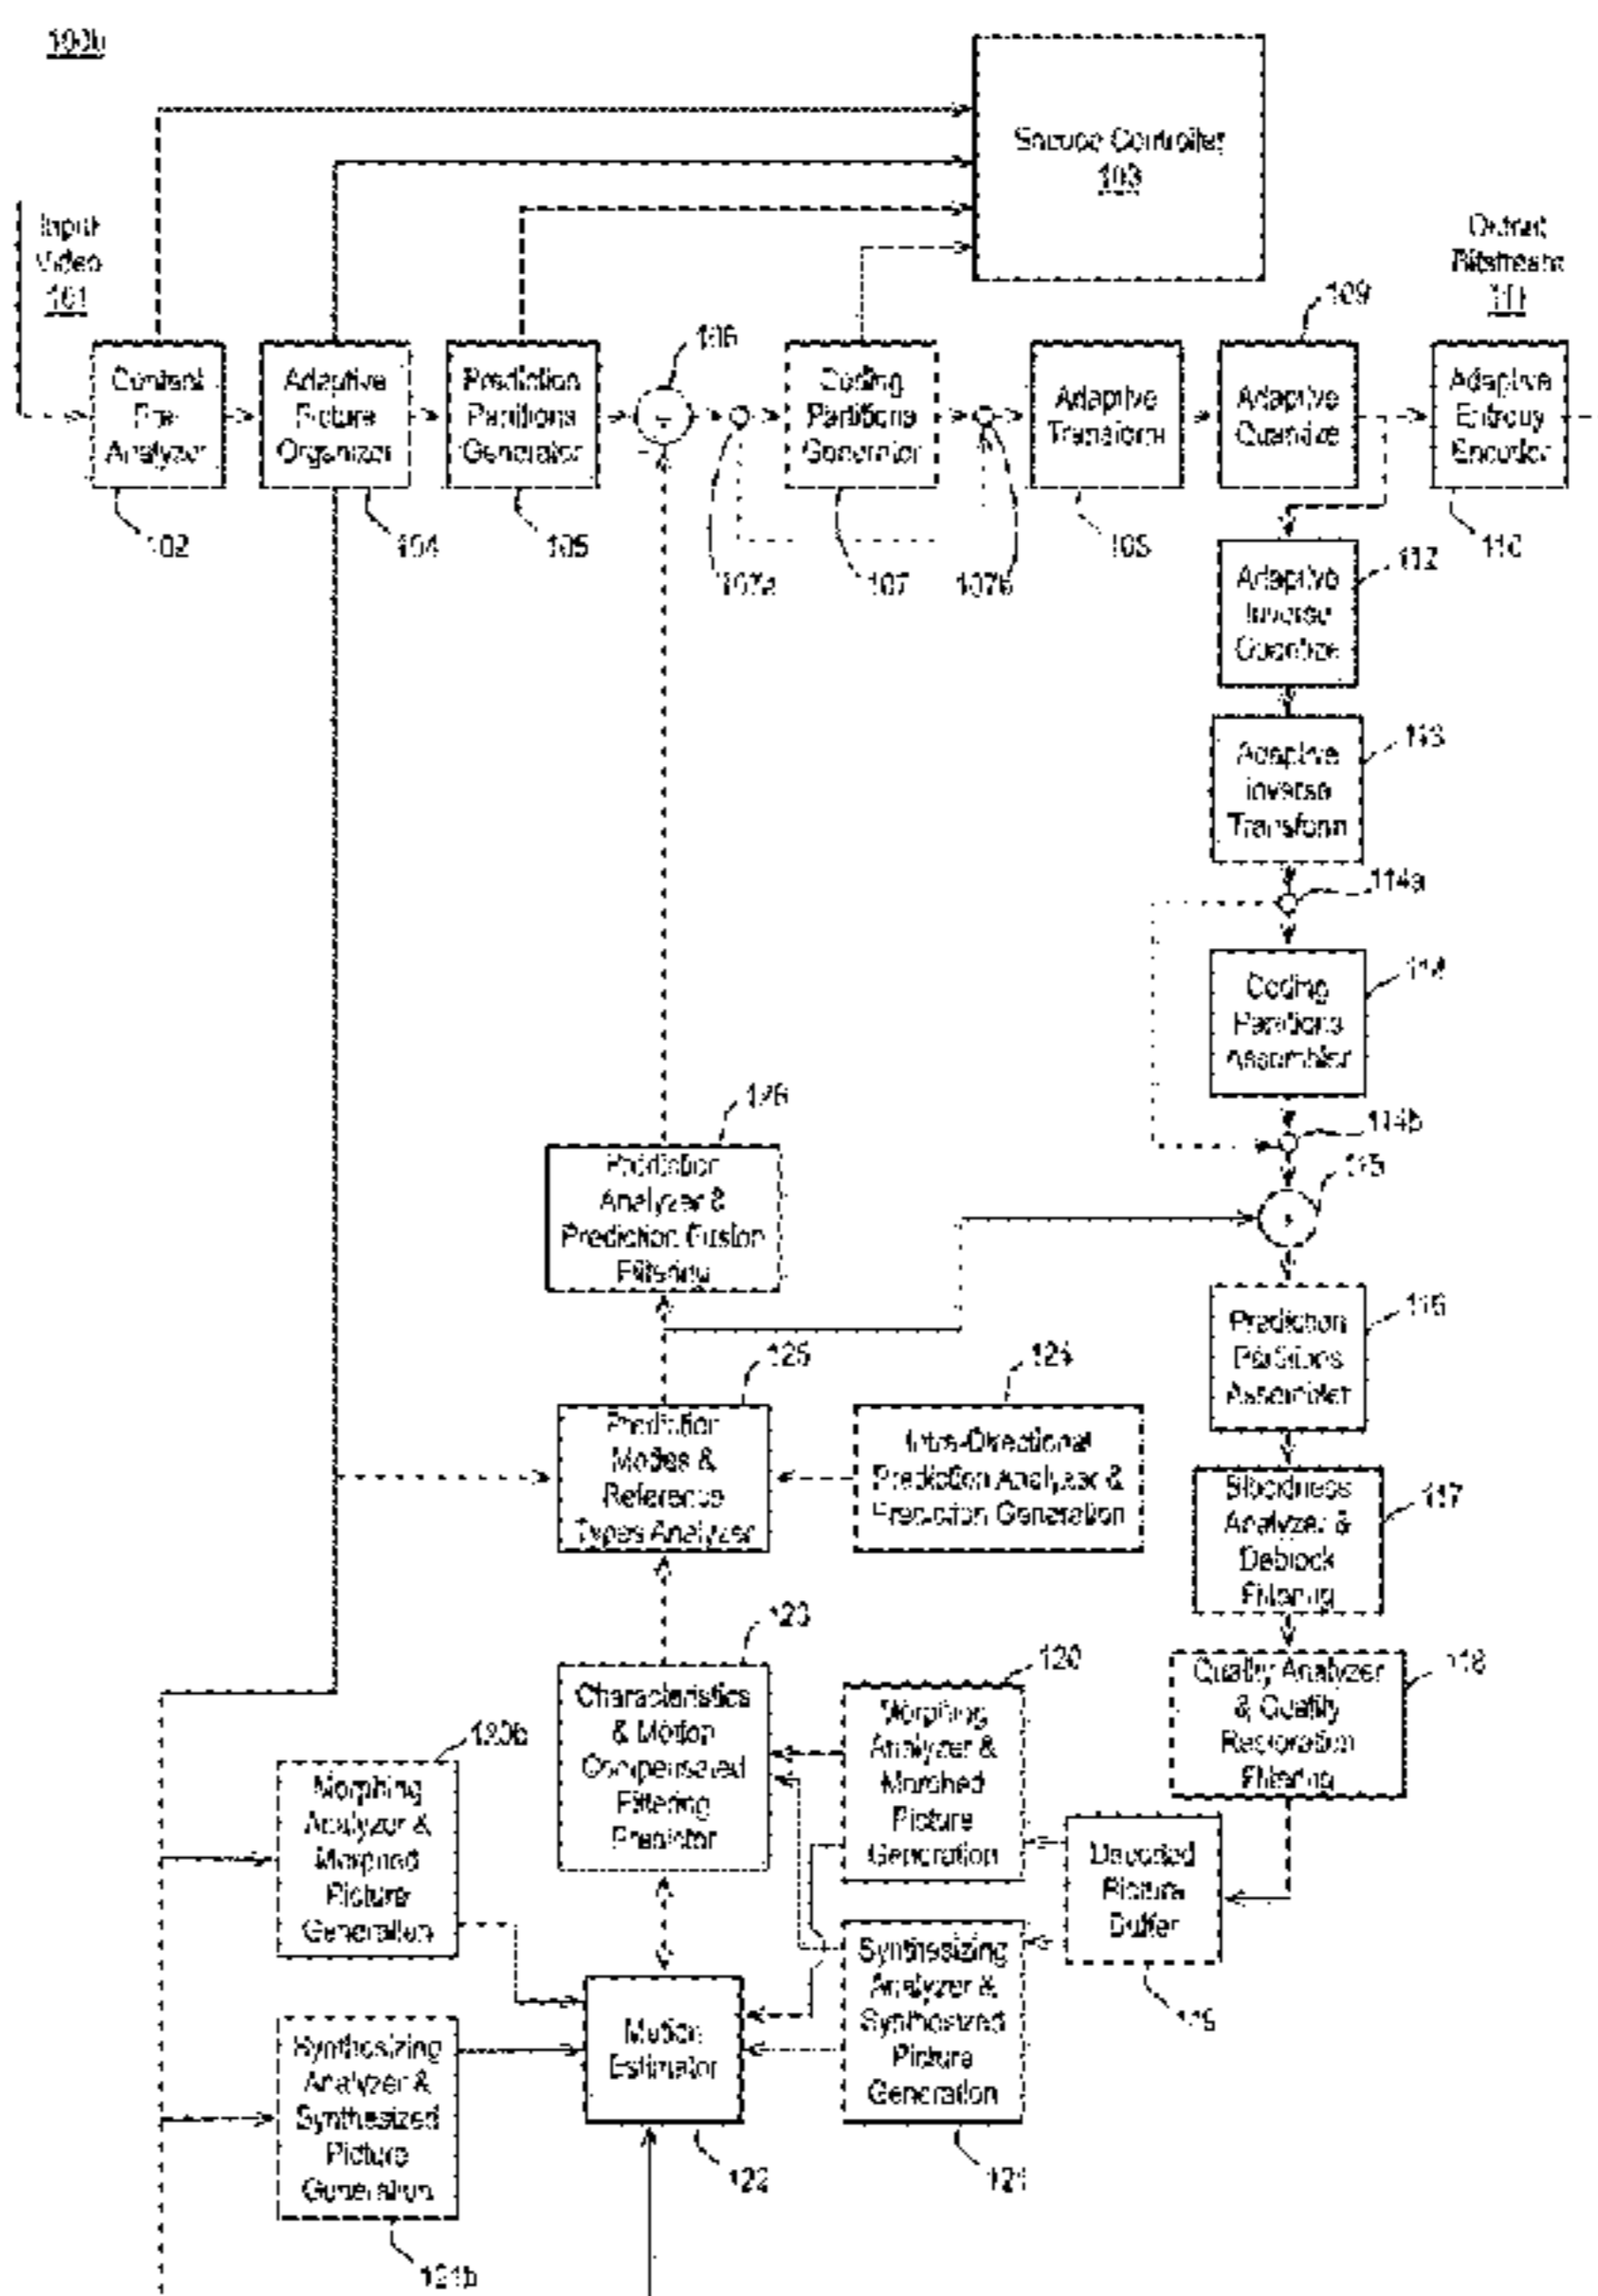 100b
Controller
103
Input
Video
101
Output
Bitstream
111
109
106
Content
Pre-
Analyzer
Adaptive
Picture
Organizer
Prediction
Partitions
Generator
Coding
Partitions
Generator
Adaptive
Transform
Adaptive
Quantize
Adaptive
Entropy
Encoder
102
104
105
107a
107
107b
108
110
Adaptive
Inverse
Quantize
112
Adaptive
Inverse
Transform
113
114a
Coding
Partitions
Assembler
114
114b
115
126
Prediction
Analyzer &
Prediction Fusion
Filtering
Prediction
Partitions
Assembler
116
125
124
Prediction
Modes &
Reference
Types Analyzer
Intra-Directional
Prediction Analyzer &
Prediction Generation
Blockiness
Analyzer &
Deblock
Filtering
117
123
120
Characteristics
& Motion
Compensated
Filtering
Predictor
Morphing
Analyzer &
Morphed
Picture
Generation
Quality Analyzer
& Quality
Restoration
Filtering
118
120b
Morphing
Analyzer &
Morphed
Picture
Generation
Decoded
Picture
Buffer
119
Synthesizing
Analyzer &
Synthesized
Picture
Generation
Motion
Estimator
Synthesizing
Analyzer &
Synthesized
Picture
Generation
122
121
121b